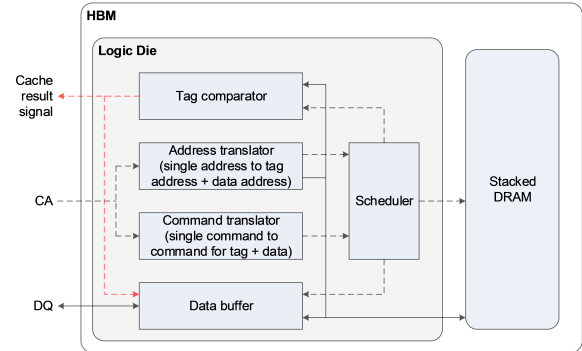 HBM
Logic Die
Cache
result
signal
Tag comparator
Address translator
(single address to tag
address + data address)
CA
Command translator
(single command to
command for tag + data)
Scheduler
Stacked
DRAM
DQ
Data buffer